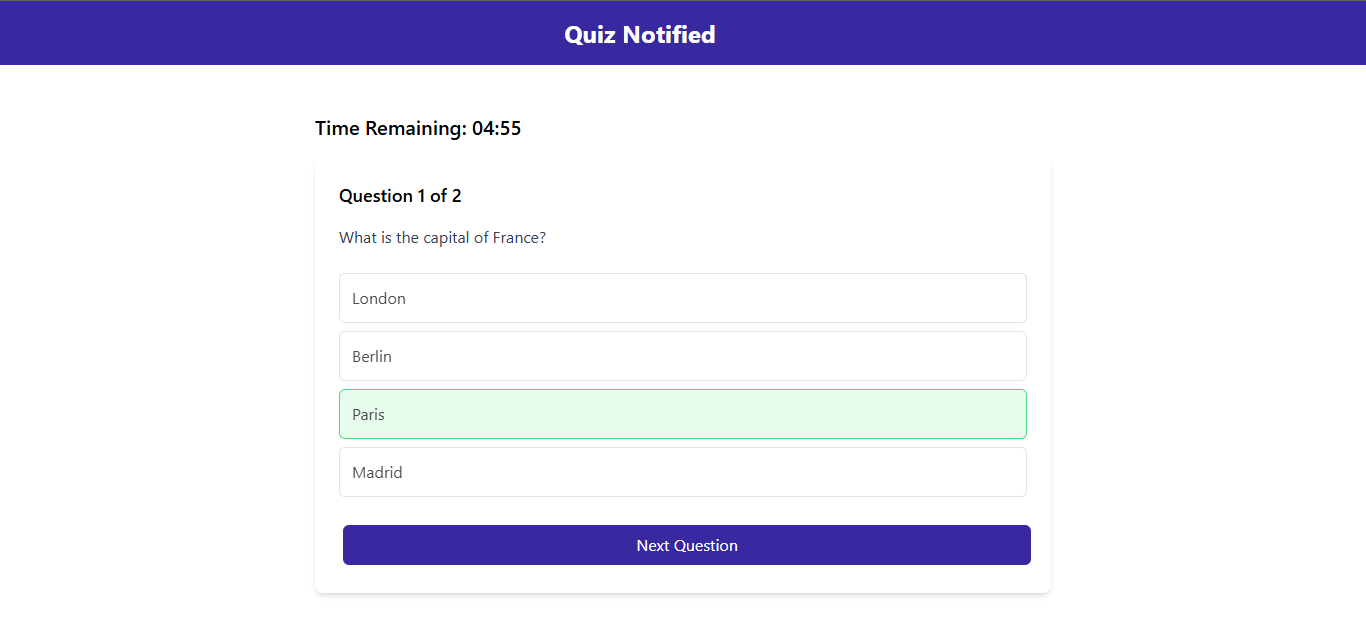 Quiz Notified
Time Remaining: 04:55
Question 1 of 2
What is the capital of France?
London
Berlin
Paris
Madrid
Next Question